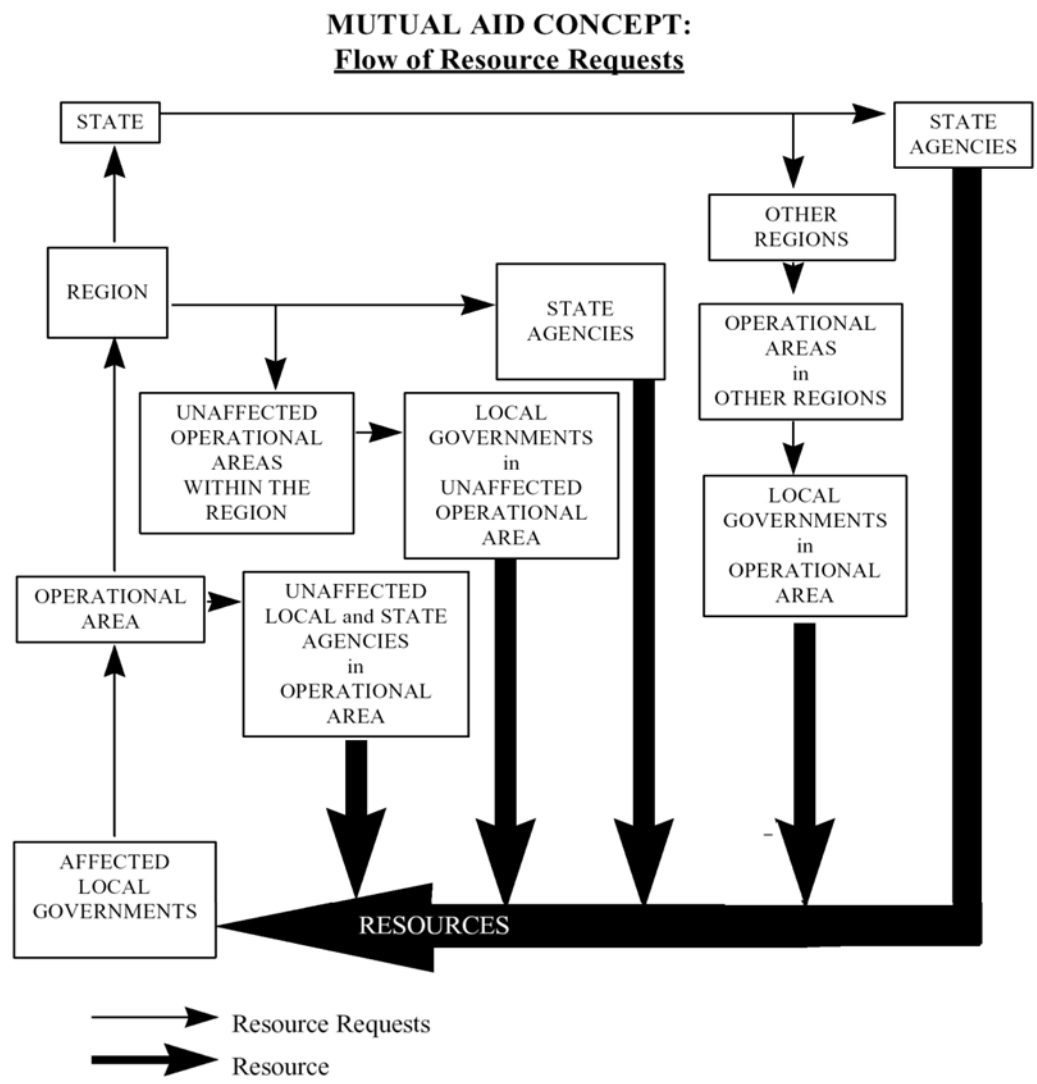 MUTUAL AID CONCEPT:
Flow of Resource Requests
STATE
STATE
AGENCIES
OTHER
REGIONS
REGION
STATE
AGENCIES
OPERATIONAL
AREAS
in
OTHER REGIONS
UNAFFECTED
OPERATIONAL
AREAS
WITHIN THE
REGION
LOCAL
GOVERNMENTS
in
UNAFFECTED
OPERATIONAL
AREA
LOCAL
GOVERNMENTS
in
OPERATIONAL
AREA
OPERATIONAL
AREA
UNAFFECTED
LOCAL and STATE
AGENCIES
in
OPERATIONAL
AREA
AFFECTED
LOCAL
GOVERNMENTS
RESOURCES
Resource Requests
Resource